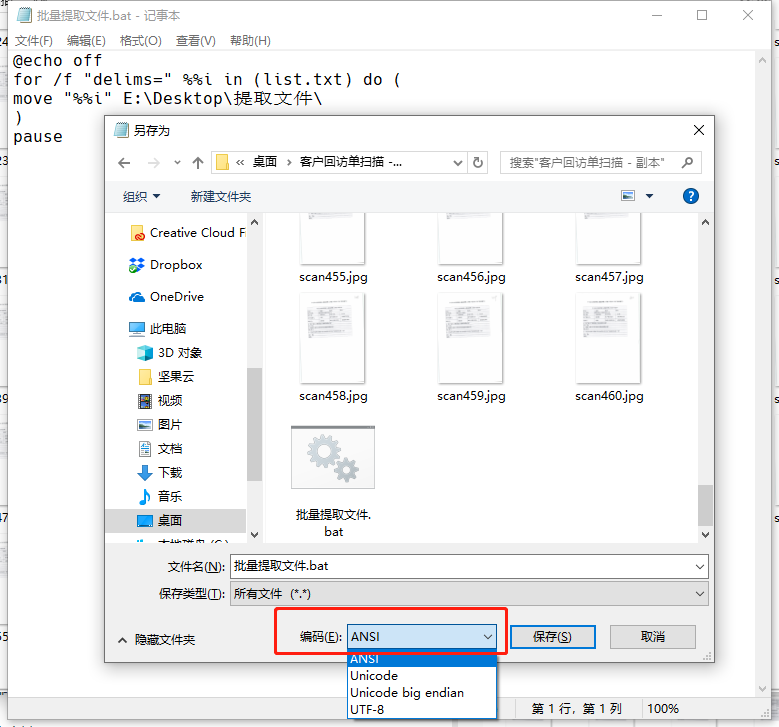 批量提取文件.bat - 记事本
文件(F) 编辑(E) 格式(O) 查看(V) 帮助(H)
@echo off
for /f "delims=" %%i in (list.txt) do (
move "%%i" E:\Desktop\提取文件\
)
pause
另存为
« 桌面 › 客户回访单扫描 -...
搜索"客户回访单扫描 - 副本"
组织 新建文件夹
Creative Cloud F
Dropbox
OneDrive
此电脑
3D 对象
坚果云
视频
图片
文档
下载
音乐
桌面
scan455.jpg scan456.jpg scan457.jpg
scan458.jpg scan459.jpg scan460.jpg
批量提取文件.
bat
文件名(N): 批量提取文件.bat
保存类型(T): 所有文件 (*.*)
隐藏文件夹
编码(E): ANSI
保存(S) 取消
ANSI
Unicode
Unicode big endian
UTF-8
第 1 行，第 1 列 100%